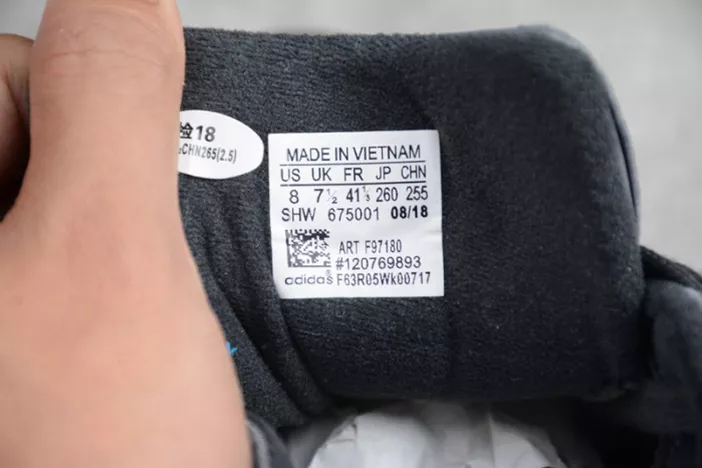 检18
CHN265(2.5)
MADE IN VIETNAM
US UK FR JP CHN
8 7½ 41⅓ 260 255
SHW 675001 08/18
ART F97180
#120769893
adidas F63R05Wk00717